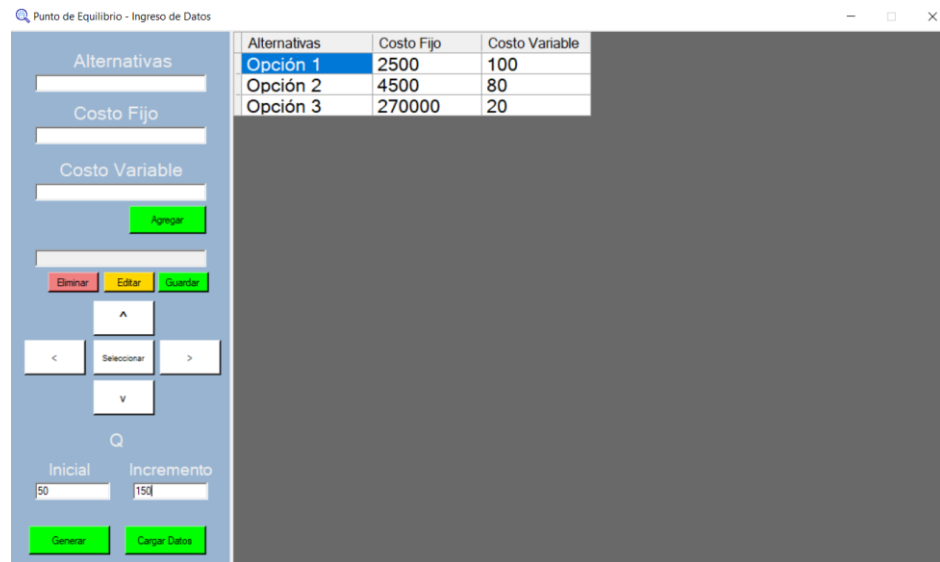 Punto de Equilibrio - Ingreso de Datos
Alternativas
Costo Fijo
Costo Variable
Agregar
Eliminar Editar Guardar
^
< Seleccionar >
v
Q
Inicial Incremento
50 150
Generar Cargar Datos
Alternativas Costo Fijo Costo Variable
Opción 1 2500 100
Opción 2 4500 80
Opción 3 270000 20